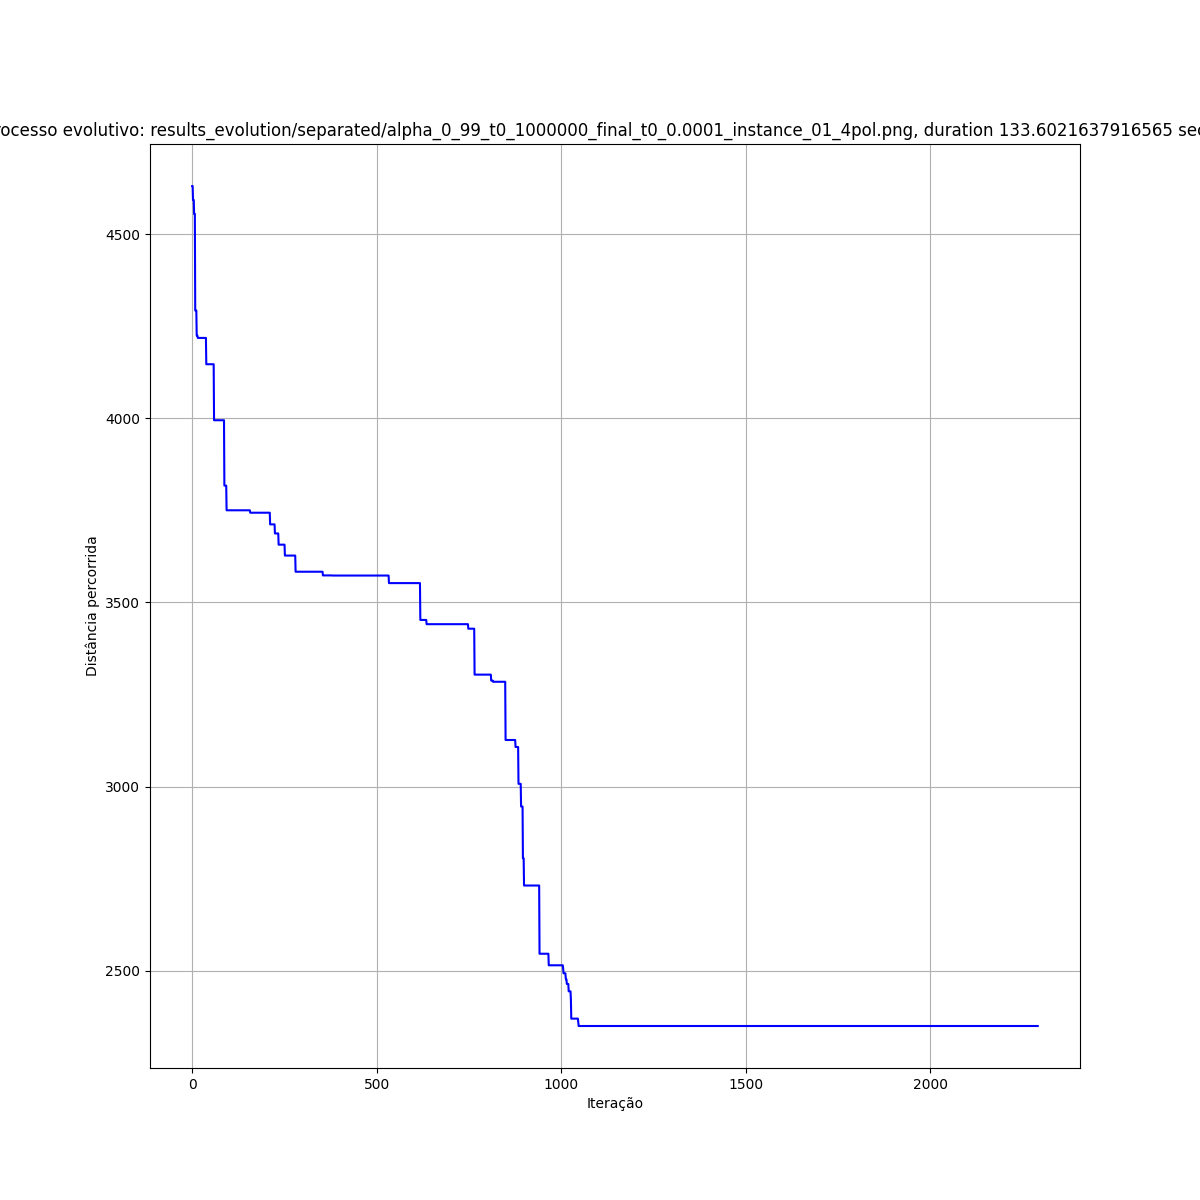 ocesso evolutivo: results_evolution/separated/alpha_0_99_t0_1000000_final_t0_0.0001_instance_01_4pol.png, duration 133.6021637916565 sec
4500
4000
3500
3000
2500
Distância percorrida
0 500 1000 1500 2000
Iteração